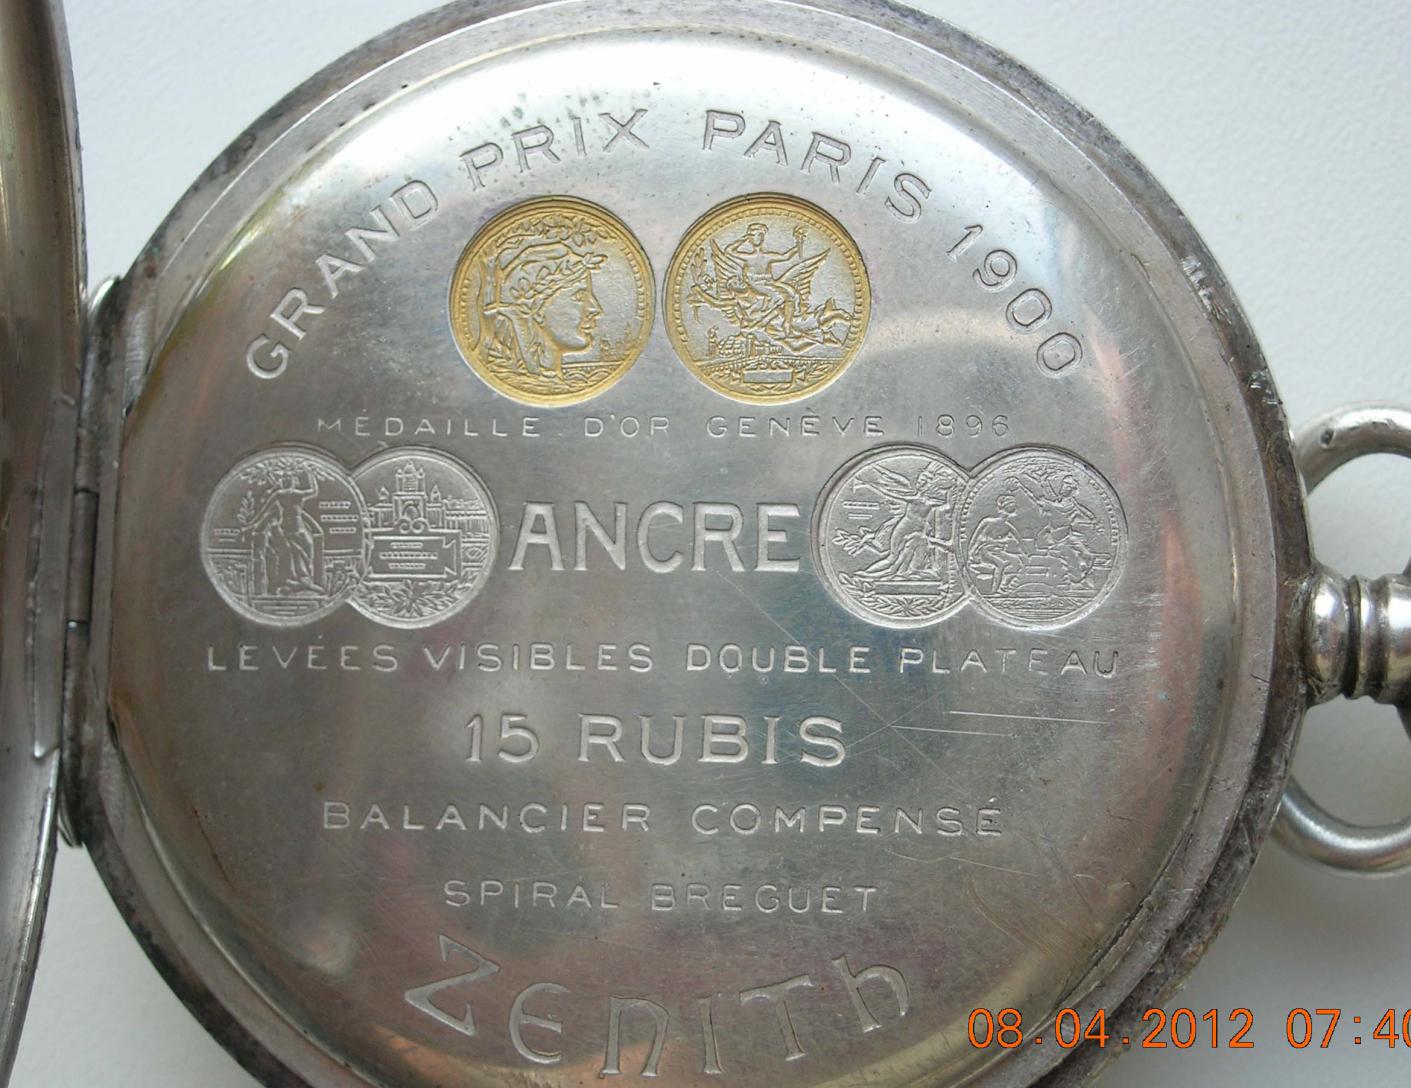 GRAND PRIX PARIS 1900
MÉDAILLE D'OR GENÈVE 1896
ANCRE
LEVÉES VISIBLES DOUBLE PLATEAU
15 RUBIS
BALANCIER COMPENSÉ
SPIRAL BREGUET
ZENITH
08.04.2012 07:40